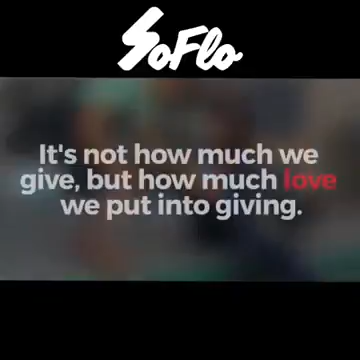 SoFlo
It's not how much we
give, but how much love
we put into giving.